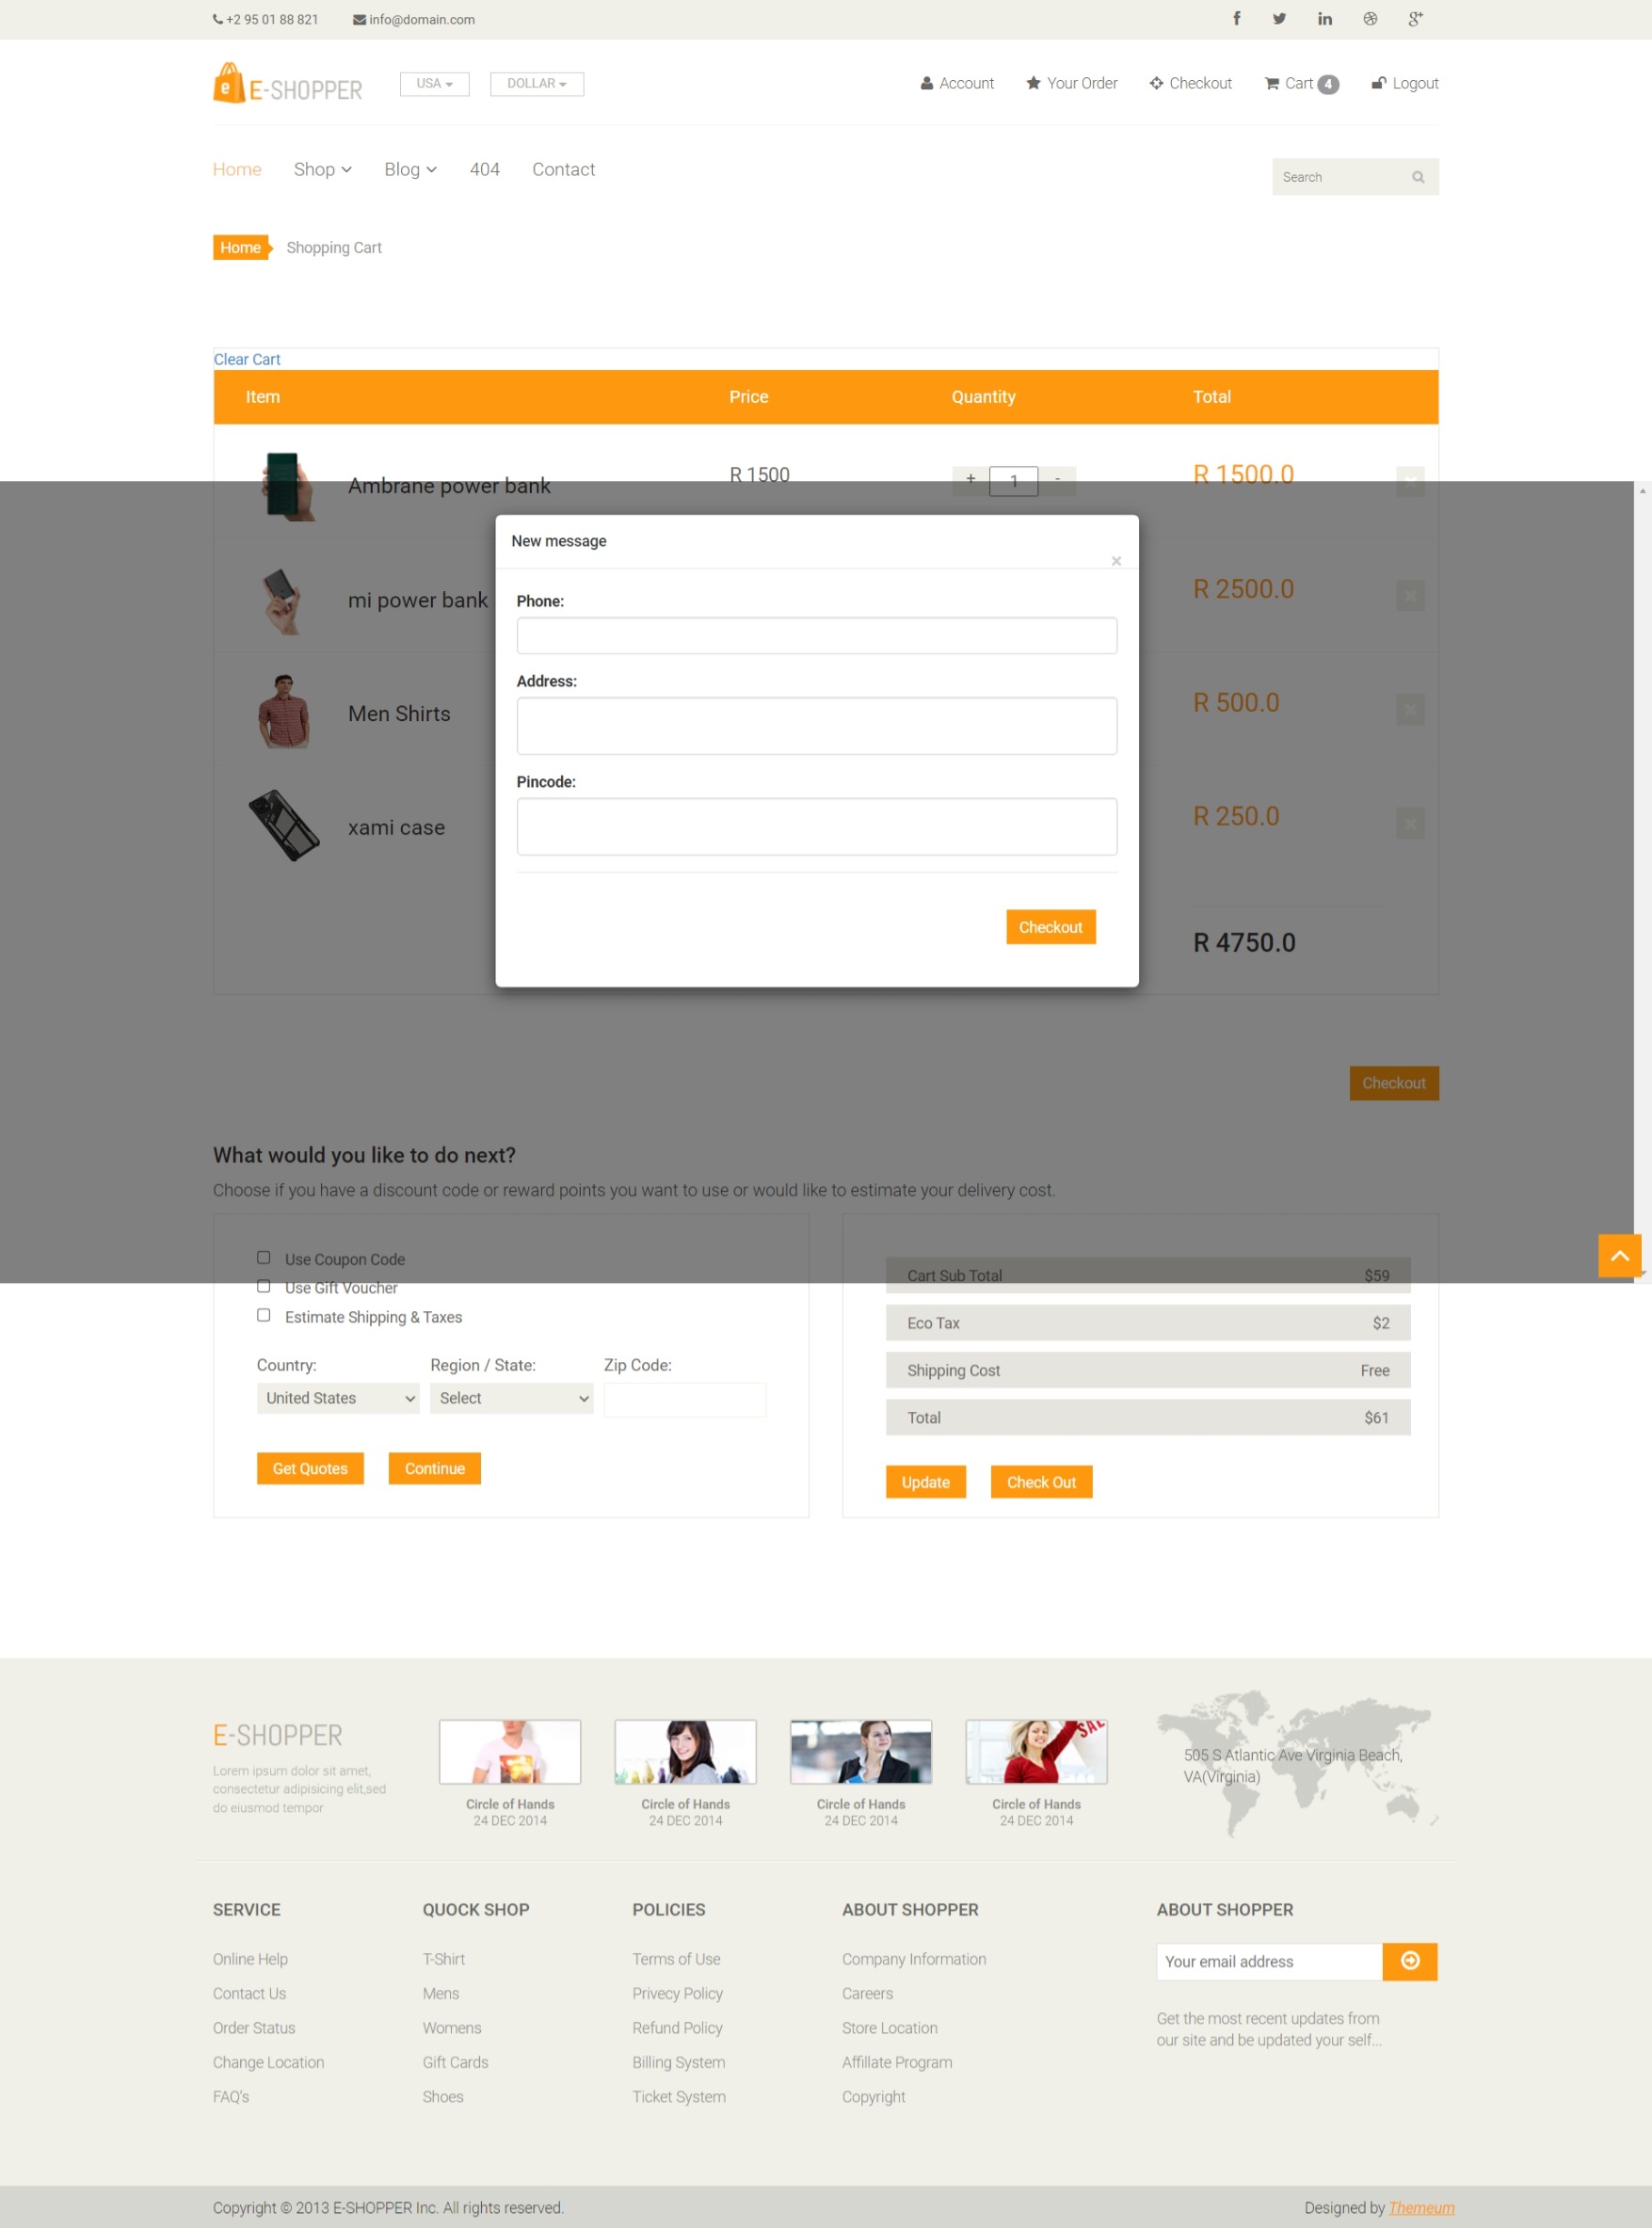 +2 95 01 88 821 info@domain.com
E-SHOPPER USA DOLLAR Account Your Order Checkout Cart 4 Logout
Home Shop Blog 404 Contact Search
Home Shopping Cart
Clear Cart
Item Price Quantity Total
Ambrane power bank R 1500 + 1 - R 1500.0
New message
×
mi power bank R 2500.0
Phone:
Address:
Men Shirts R 500.0
Pincode:
xami case R 250.0
Checkout
R 4750.0
Checkout
What would you like to do next?
Choose if you have a discount code or reward points you want to use or would like to estimate your delivery cost.
Use Coupon Code
Use Gift Voucher
Estimate Shipping & Taxes
Country: Region / State: Zip Code:
United States Select
Get Quotes Continue
Cart Sub Total $59
Eco Tax $2
Shipping Cost Free
Total $61
Update Check Out
E-SHOPPER
Lorem ipsum dolor sit amet,
consectetur adipisicing elit,sed
do eiusmod tempor
Circle of Hands
24 DEC 2014
Circle of Hands
24 DEC 2014
Circle of Hands
24 DEC 2014
SALE
Circle of Hands
24 DEC 2014
505 S Atlantic Ave Virginia Beach,
VA(Virginia)
SERVICE
Online Help
Contact Us
Order Status
Change Location
FAQ's
QUOCK SHOP
T-Shirt
Mens
Womens
Gift Cards
Shoes
POLICIES
Terms of Use
Privecy Policy
Refund Policy
Billing System
Ticket System
ABOUT SHOPPER
Company Information
Careers
Store Location
Affillate Program
Copyright
ABOUT SHOPPER
Your email address
Get the most recent updates from
our site and be updated your self...
Copyright © 2013 E-SHOPPER Inc. All rights reserved. Designed by Themeum